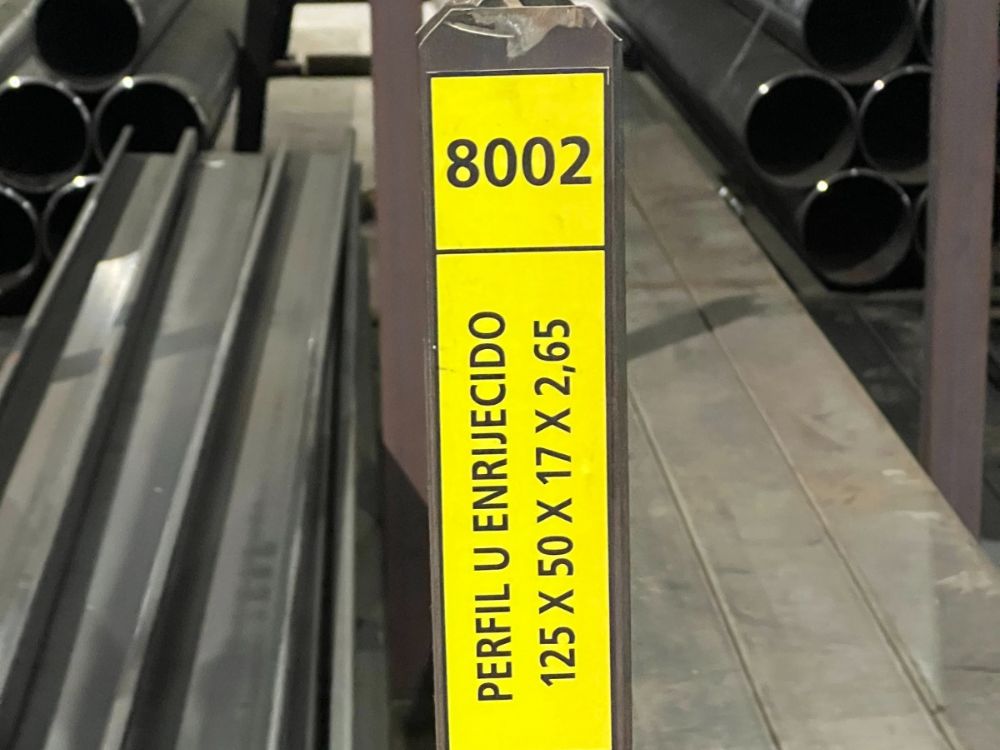 8002
PERFIL U ENRIJECIDO
125 X 50 X 17 X 2,65